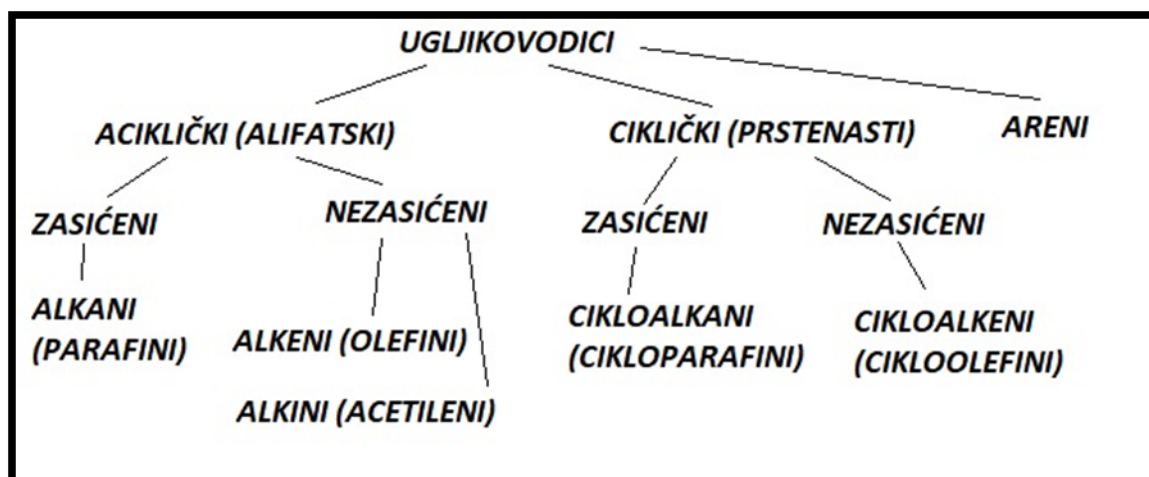 UGLJIKOVODICI
ACIKLIČKI (ALIFATSKI)
CIKLIČKI (PRSTENASTI)
ARENI
ZASIĆENI
NEZASIĆENI
ZASIĆENI
NEZASIĆENI
ALKANI
(PARAFINI)
ALKENI (OLEFINI)
ALKINI (ACETILENI)
CIKLOALKANI
(CIKLOPARAFINI)
CIKLOALKENI
(CIKLOOLEFINI)